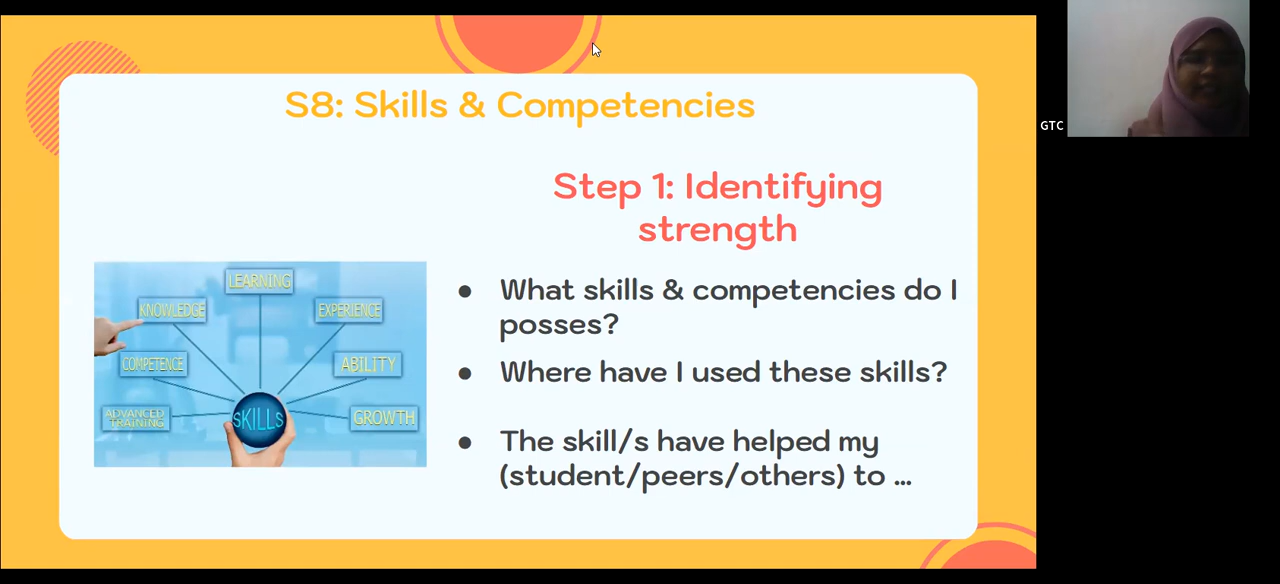 S8: Skills & Competencies
GTC
Step 1: Identifying
strength
LEARNING
KNOWLEDGE
EXPERIENCE
COMPETENCE
ABILITY
ADVANCED
TRAINING
SKILLS
GROWTH
● What skills & competencies do I
posses?
● Where have I used these skills?
● The skill/s have helped my
(student/peers/others) to ...